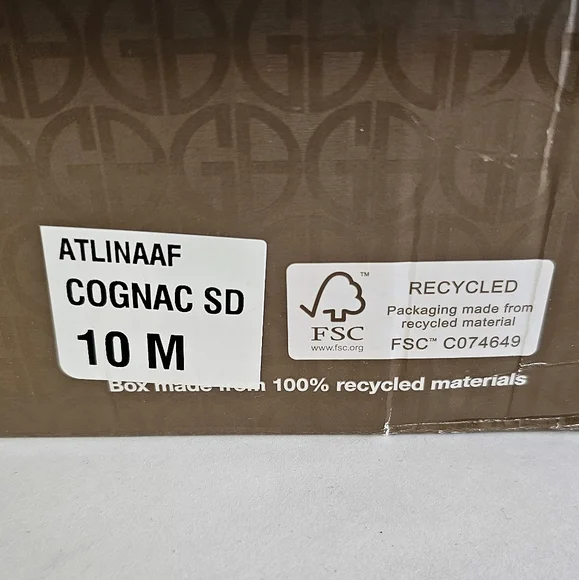 ATLINAAF
COGNAC SD
10 M
™
FSC
www.fsc.org
RECYCLED
Packaging made from
recycled material
FSC™ C074649
Box made from 100% recycled materials